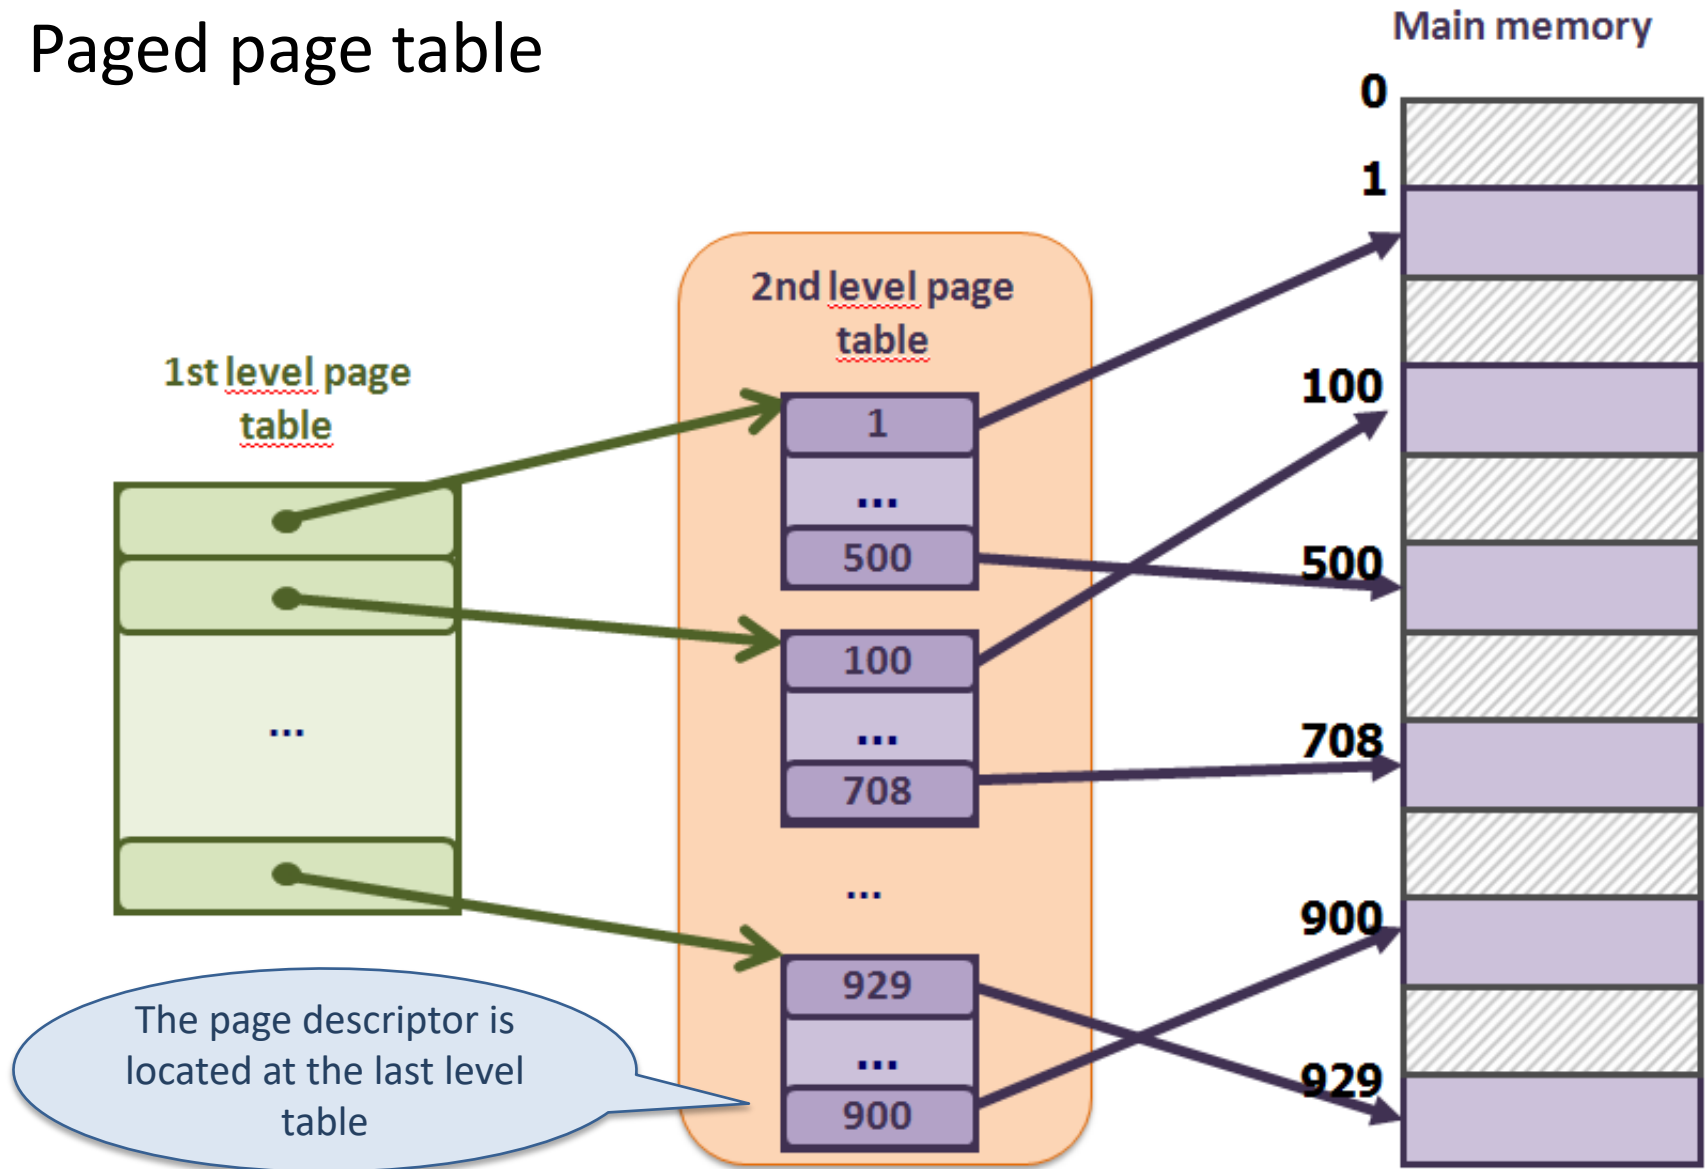 Paged page table
Main memory
0
1
100
500
708
900
929
2nd level page
table
1
...
500
100
...
708
...
929
...
900
1st level page
table
...
The page descriptor is
located at the last level
table